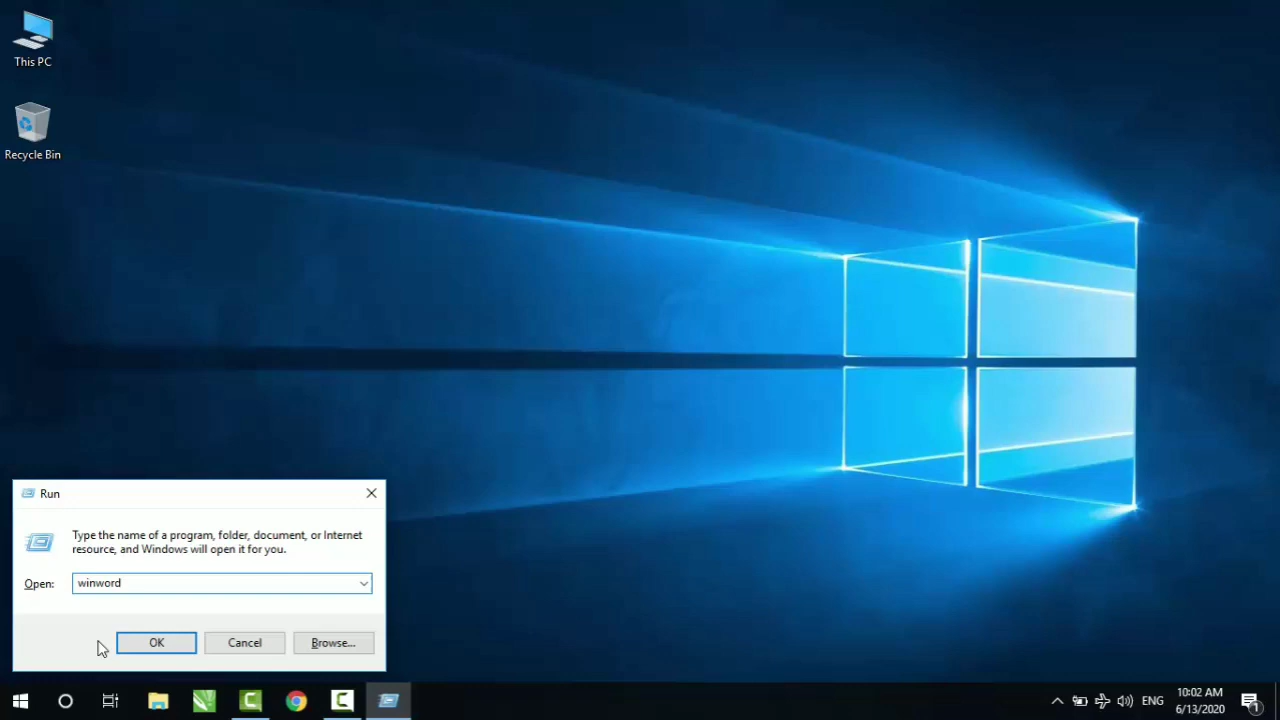 This PC
Recycle Bin
Run
Type the name of a program, folder, document, or Internet
resource, and Windows will open it for you.
Open:
winword
OK
Cancel
Browse...
ENG
10:02 AM
6/13/2020
1